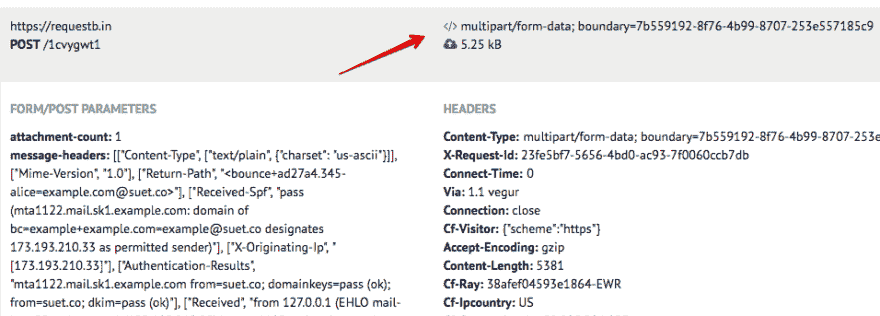 https://requestb.in
POST /1cvygwt1
</> multipart/form-data; boundary=7b559192-8f76-4b99-8707-253e557185c9
5.25 kB
FORM/POST PARAMETERS
attachment-count: 1
message-headers: [["Content-Type", ["text/plain", {"charset": "us-ascii"}]],
["Mime-Version", "1.0"], ["Return-Path", "<bounce+ad27a4.345-
alice=example.com@suet.co>"], ["Received-Spf", "pass
(mta1122.mail.sk1.example.com: domain of
bc=example+example.com=example@suet.co designates
173.193.210.33 as permitted sender)"], ["X-Originating-Ip", "
[173.193.210.33]"], ["Authentication-Results",
"mta1122.mail.sk1.example.com from=suet.co; domainkeys=pass (ok);
from=suet.co; dkim=pass (ok)"], ["Received", "from 127.0.0.1 (EHLO mail-
HEADERS
Content-Type: multipart/form-data; boundary=7b559192-8f76-4b99-8707-253e
X-Request-Id: 23fe5bf7-5656-4bd0-ac93-7f0060ccb7db
Connect-Time: 0
Via: 1.1 vegur
Connection: close
Cf-Visitor: {"scheme":"https"}
Accept-Encoding: gzip
Content-Length: 5381
Cf-Ray: 38afef04593e1864-EWR
Cf-Ipcountry: US